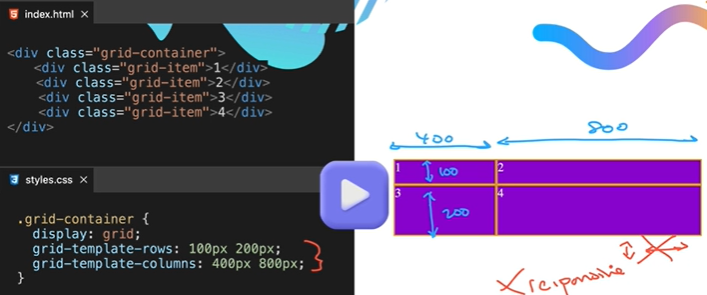 index.html ×
<div class="grid-container">
<div class="grid-item">1</div>
<div class="grid-item">2</div>
<div class="grid-item">3</div>
<div class="grid-item">4</div>
</div>
styles.css ×
.grid-container {
display: grid;
grid-template-rows: 100px 200px;
grid-template-columns: 400px 800px;
}
400 800
1 100 2
3 200 4
X responsive